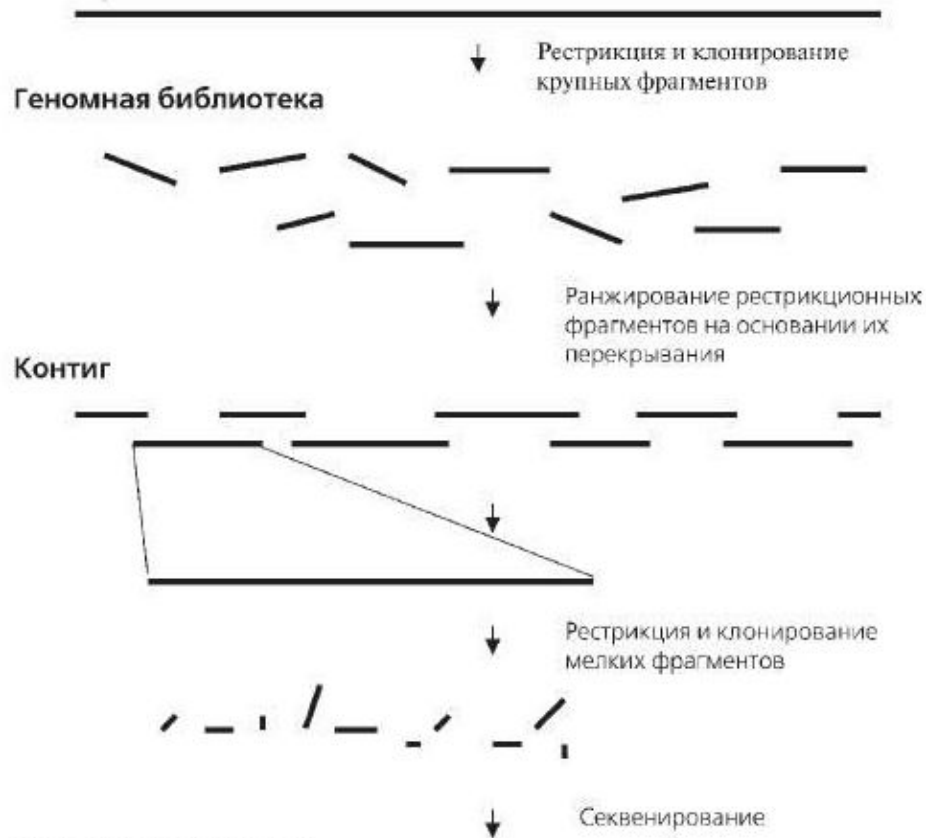 Рестрикция и клонирование
крупных фрагментов
Геномная библиотека
Ранжирование рестрикционных
фрагментов на основании их
перекрывания
Контиг
Рестрикция и клонирование
мелких фрагментов
Секвенирование